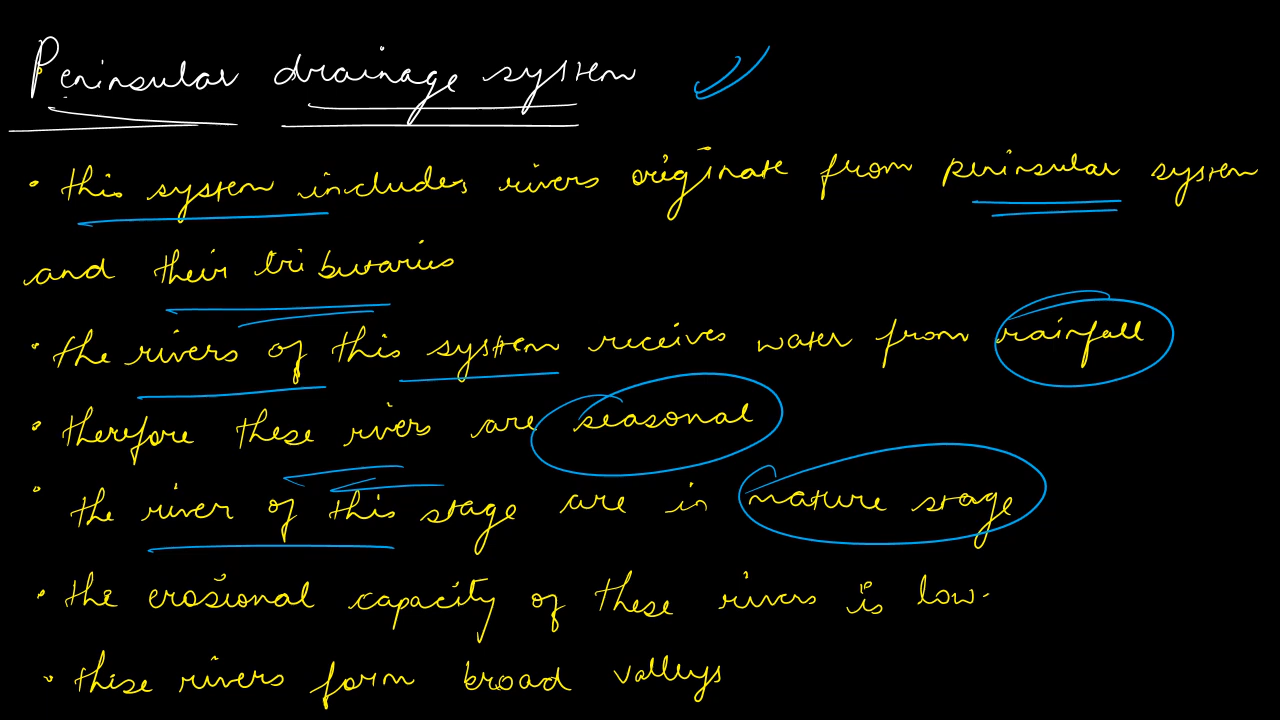 Peninsular drainage system
• this system includes rivers originate from peninsular system
and their tributaries
• the rivers of this system receives water from rainfall
• therefore these rivers are seasonal
• the river of this stage are in mature stage
• the erosional capacity of these rivers is low.
• these rivers form broad valleys